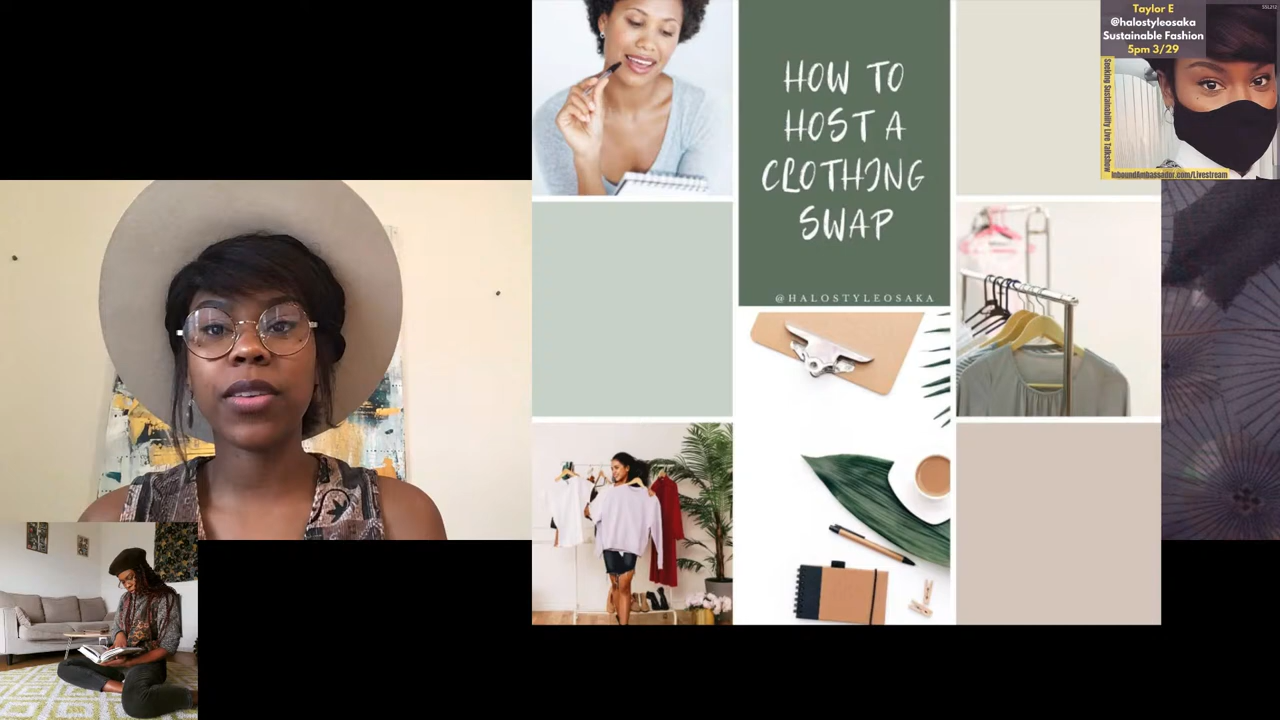 HOW TO
HOST A
CLOTHING
SWAP
@HALOSTYLEOSAKA
Taylor E
@halostyleosaka
Sustainable Fashion
5pm 3/29
Seeking Sustainability Live Talkshow
InboundAmbassador.com/Livestream